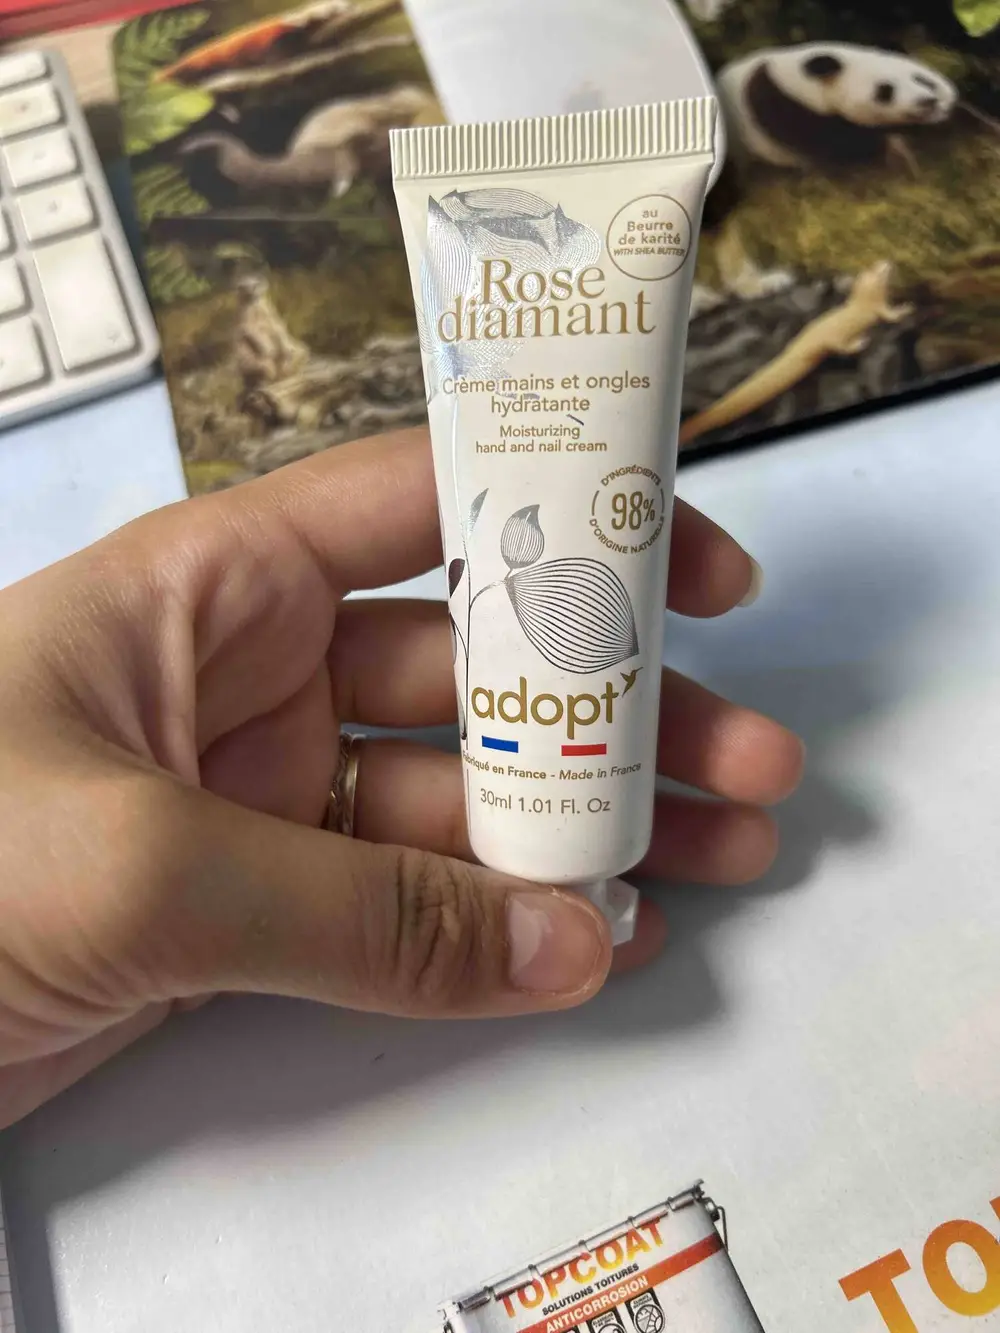 au
Beurre
de karité
WITH SHEA BUTTER
Rose
diamant
Crème mains et ongles
hydratante
Moisturizing
hand and nail cream
D'INGRÉDIENTS
98%
D'ORIGINE NATURELLE
adopt'
Fabriqué en France - Made in France
30ml 1.01 Fl. Oz
TOPCOAT
SOLUTIONS TOITURES
ANTICORROSION
TO